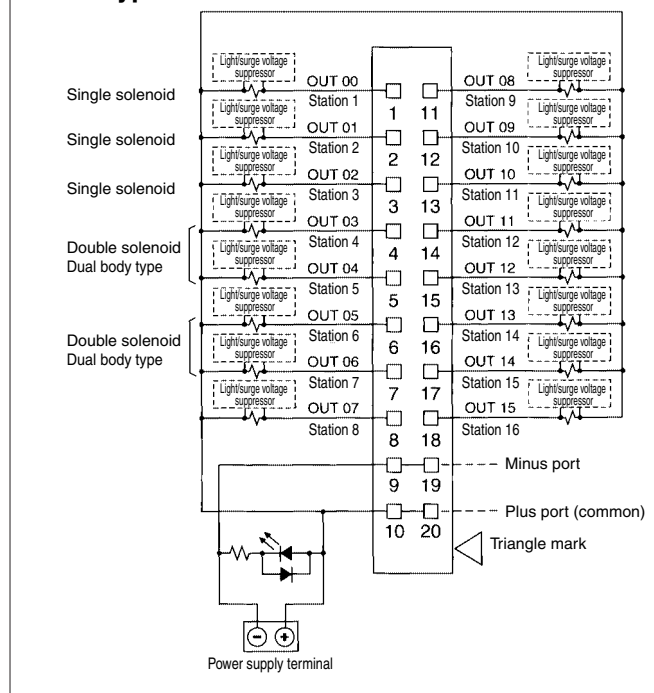 Light/surge voltage
suppressor
OUT 00
Station 1
Single solenoid
Light/surge voltage
suppressor
OUT 01
Station 2
Single solenoid
Light/surge voltage
suppressor
OUT 02
Station 3
Single solenoid
Light/surge voltage
suppressor
OUT 03
Station 4
Double solenoid
Dual body type
Light/surge voltage
suppressor
OUT 04
Station 5
Light/surge voltage
suppressor
OUT 05
Station 6
Double solenoid
Dual body type
Light/surge voltage
suppressor
OUT 06
Station 7
Light/surge voltage
suppressor
OUT 07
Station 8
1 11
2 12
3 13
4 14
5 15
6 16
7 17
8 18
9 19
10 20
Light/surge voltage
suppressor
OUT 08
Station 9
Light/surge voltage
suppressor
OUT 09
Station 10
Light/surge voltage
suppressor
OUT 10
Station 11
Light/surge voltage
suppressor
OUT 11
Station 12
Light/surge voltage
suppressor
OUT 12
Station 13
Light/surge voltage
suppressor
OUT 13
Station 14
Light/surge voltage
suppressor
OUT 14
Station 15
Light/surge voltage
suppressor
OUT 15
Station 16
Minus port
Plus port (common)
Triangle mark
− +
Power supply terminal